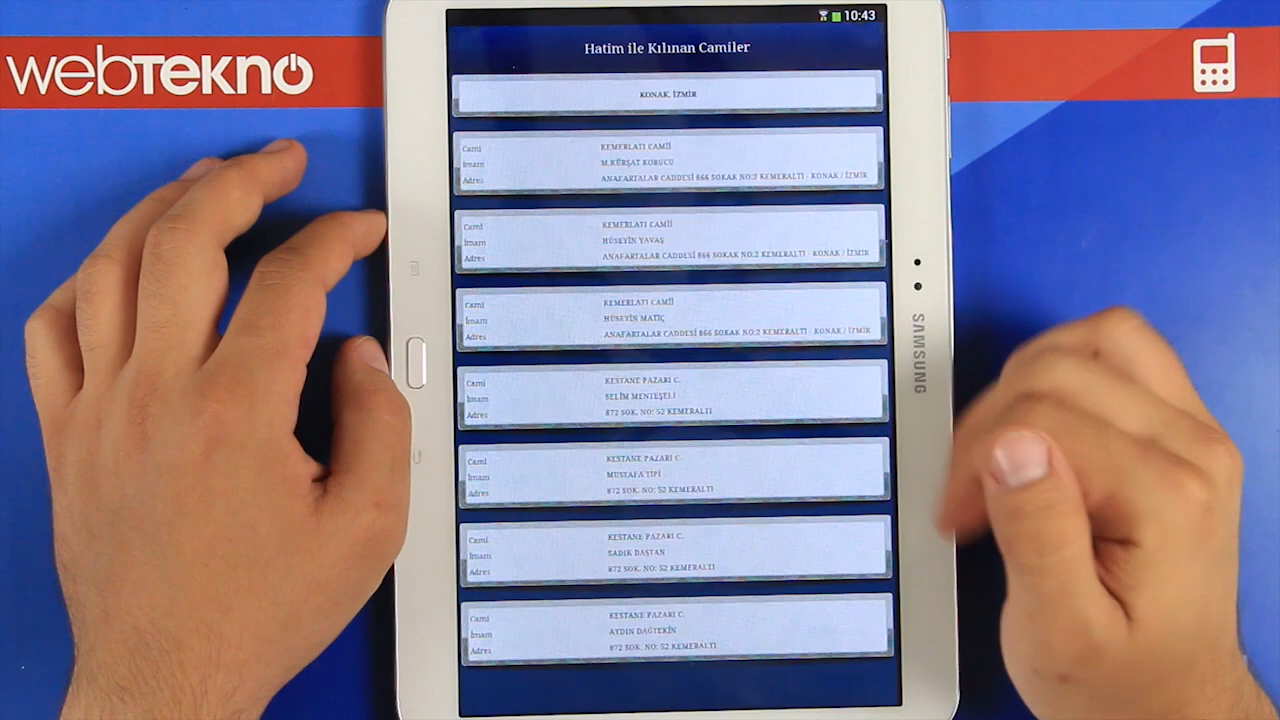 webTEKNO
10:43
Hatim ile Kılınan Camiler
KONAK, İZMİR
Cami KEMERLATI CAMİİ
İmam M.KÜRŞAT KORUCU
Adres ANAFARTALAR CADDESİ 866 SOKAK NO:2 KEMERALTI - KONAK / İZMİR
Cami KEMERLATI CAMİİ
İmam HÜSEYİN YAVAŞ
Adres ANAFARTALAR CADDESİ 866 SOKAK NO:2 KEMERALTI - KONAK / İZMİR
Cami KEMERLATI CAMİİ
İmam HÜSEYİN MATİÇ
Adres ANAFARTALAR CADDESİ 866 SOKAK NO:2 KEMERALTI - KONAK / İZMİR
Cami KESTANE PAZARI C.
İmam SELİM MENTEŞELİ
Adres 872 SOK. NO: 52 KEMERALTI
Cami KESTANE PAZARI C.
İmam MUSTAFA TİPİ
Adres 872 SOK. NO: 52 KEMERALTI
Cami KESTANE PAZARI C.
İmam SADIK DAŞTAN
Adres 872 SOK. NO: 52 KEMERALTI
Cami KESTANE PAZARI C.
İmam AYDIN DAĞTEKİN
Adres 872 SOK. NO: 52 KEMERALTI
SAMSUNG